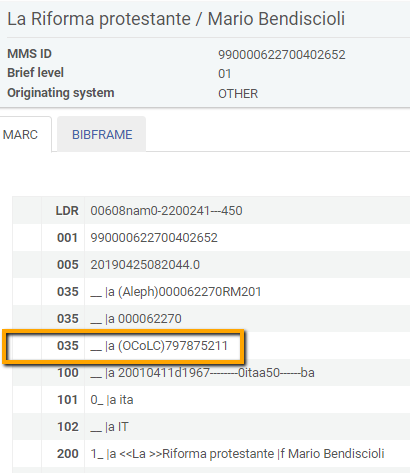 La Riforma protestante / Mario Bendiscioli
MMS ID 990000622700402652
Brief level 01
Originating system OTHER
MARC BIBFRAME
LDR 00608nam0-2200241---450
001 990000622700402652
005 20190425082044.0
035 __ |a (Aleph)000062270RM201
035 __ |a 000062270
035 __ |a (OCoLC)797875211
100 __ |a 20010411d1967--------0itaa50------ba
101 0_ |a ita
102 __ |a IT
200 1_ |a <<La >>Riforma protestante |f Mario Bendiscioli